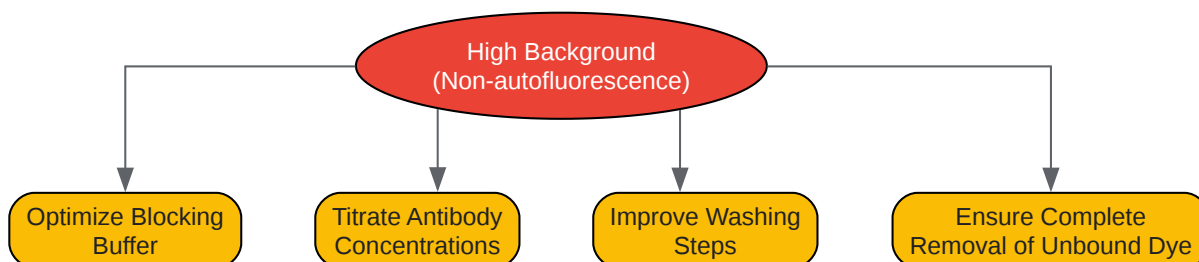 High Background
(Non-autofluorescence)
Optimize Blocking
Buffer
Titrate Antibody
Concentrations
Improve Washing
Steps
Ensure Complete
Removal of Unbound Dye